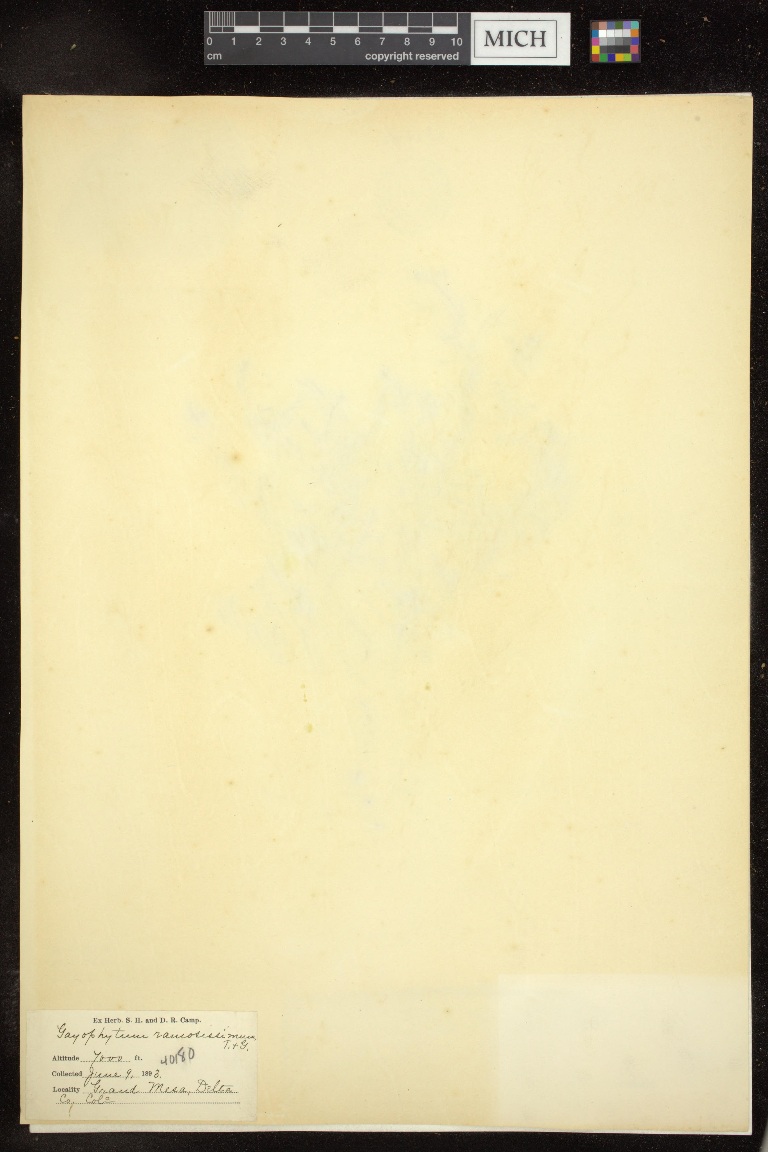 0 1 2 3 4 5 6 7 8 9 10
cm copyright reserved
MICH
Ex Herb. S. H. and D. R. Camp.
Gayophytum ramosissimum
T. & G.
Altitude 7000 ft. 40180
Collected June 9, 1892.
Locality Grand Mesa, Delta
Co, Colo